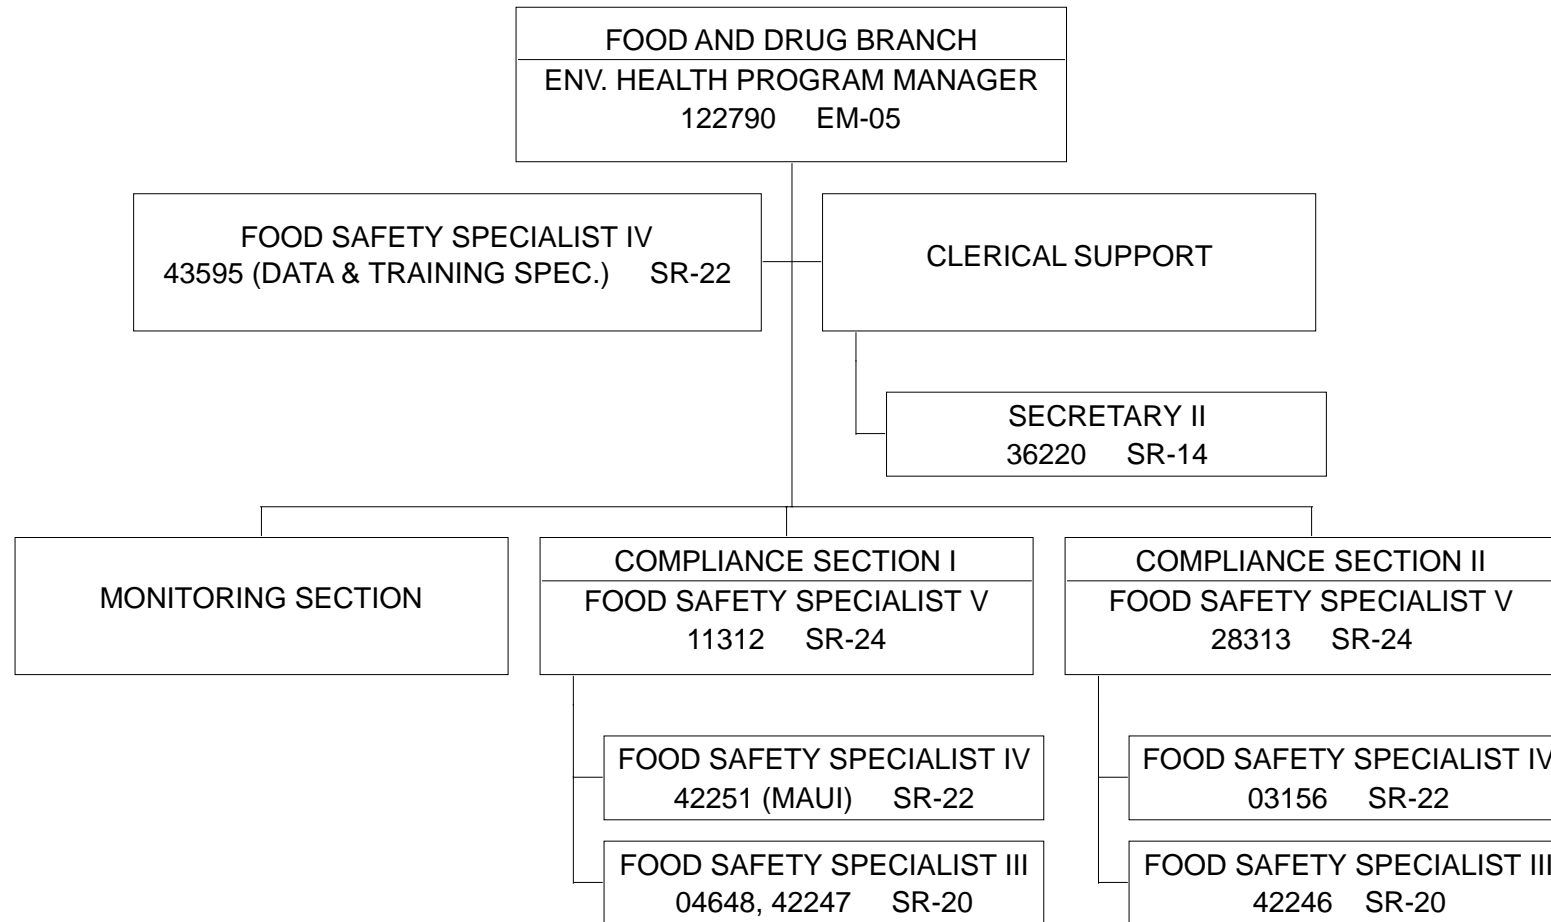 FOOD AND DRUG BRANCH
ENV. HEALTH PROGRAM MANAGER
122790 EM-05
FOOD SAFETY SPECIALIST IV
43595 (DATA & TRAINING SPEC.) SR-22
CLERICAL SUPPORT
SECRETARY II
36220 SR-14
MONITORING SECTION
COMPLIANCE SECTION I
FOOD SAFETY SPECIALIST V
11312 SR-24
FOOD SAFETY SPECIALIST IV
42251 (MAUI) SR-22
FOOD SAFETY SPECIALIST III
04648, 42247 SR-20
COMPLIANCE SECTION II
FOOD SAFETY SPECIALIST V
28313 SR-24
FOOD SAFETY SPECIALIST IV
03156 SR-22
FOOD SAFETY SPECIALIST III
42246 SR-20